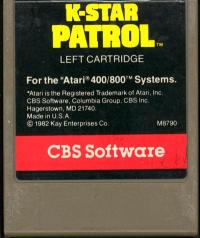 K-STAR
PATROL™
LEFT CARTRIDGE
For the *Atari® 400/800™ Systems.
*Atari is the Registered Trademark of Atari, Inc.
CBS Software, Columbia Group, CBS Inc.
Hagerstown, MD 21740.
Made in U.S.A.
© 1982 Kay Enterprises Co. M8790
CBS Software